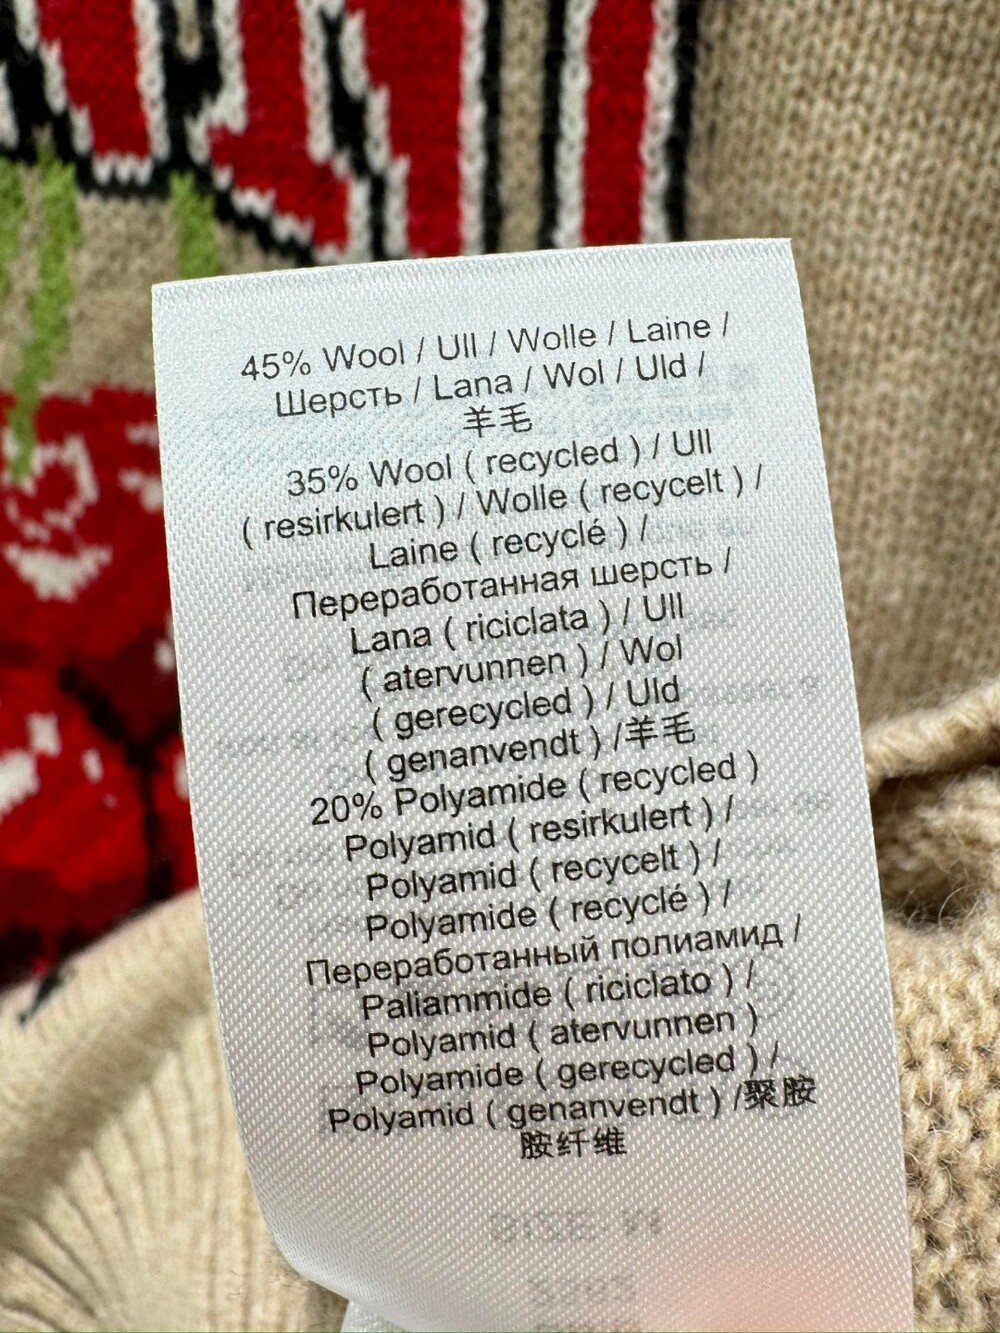 45% Wool / Ull / Wolle / Laine /
Шерсть / Lana / Wol / Uld /
羊毛
35% Wool ( recycled ) / Ull
( resirkulert ) / Wolle ( recycelt ) /
Laine ( recyclé ) /
Переработанная шерсть /
Lana ( riciclata ) / Ull
( atervunnen ) / Wol
( gerecycled ) / Uld
( genanvendt ) /羊毛
20% Polyamide ( recycled )
Polyamid ( resirkulert ) /
Polyamid ( recycelt ) /
Polyamide ( recyclé ) /
Переработанный полиамид /
Paliammide ( riciclato ) /
Polyamid ( atervunnen )
Polyamide ( gerecycled ) /
Polyamid ( genanvendt ) /聚胺
胺纤维